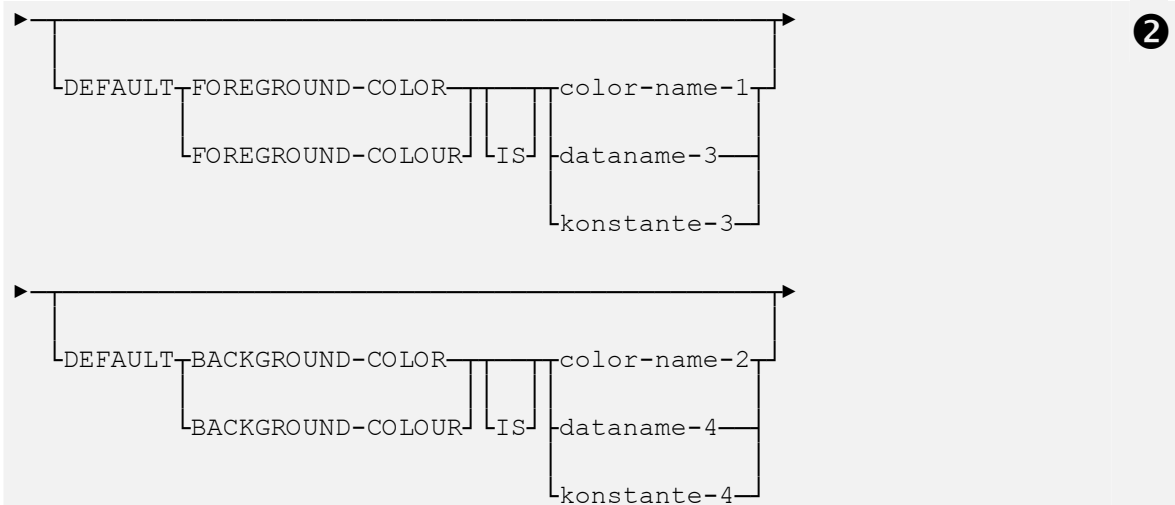 ❷
DEFAULT FOREGROUND-COLOR color-name-1
FOREGROUND-COLOUR IS dataname-3
konstante-3
DEFAULT BACKGROUND-COLOR color-name-2
BACKGROUND-COLOUR IS dataname-4
konstante-4